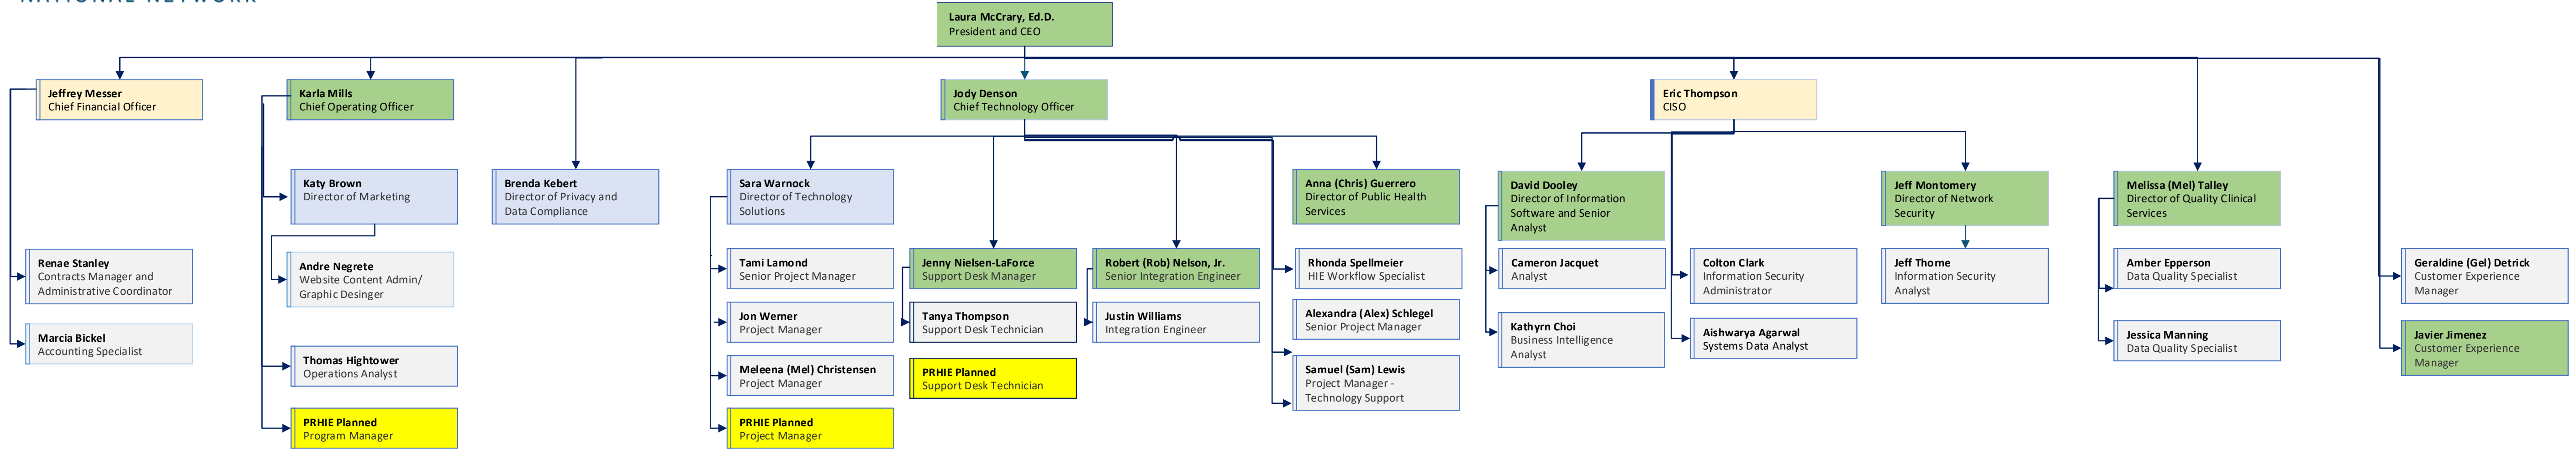 NATIONAL NETWORK
Laura McCrary, Ed.D.
President and CEO
Jeffrey Messer
Chief Financial Officer
Karla Mills
Chief Operating Officer
Jody Denson
Chief Technology Officer
Eric Thompson
CISO
Katy Brown
Director of Marketing
Brenda Kebert
Director of Privacy and
Data Compliance
Sara Warnock
Director of Technology
Solutions
Anna (Chris) Guerrero
Director of Public Health
Services
David Dooley
Director of Information
Software and Senior
Analyst
Jeff Montomery
Director of Network
Security
Melissa (Mel) Talley
Director of Quality Clinical
Services
Renae Stanley
Contracts Manager and
Administrative Coordinator
Andre Negrete
Website Content Admin/
Graphic Desinger
Tami Lamond
Senior Project Manager
Jenny Nielsen-LaForce
Support Desk Manager
Robert (Rob) Nelson, Jr.
Senior Integration Engineer
Rhonda Spellmeier
HIE Workflow Specialist
Cameron Jacquet
Analyst
Colton Clark
Information Security
Administrator
Jeff Thorne
Information Security
Analyst
Amber Epperson
Data Quality Specialist
Geraldine (Gel) Detrick
Customer Experience
Manager
Marcia Bickel
Accounting Specialist
Thomas Hightower
Operations Analyst
Jon Werner
Project Manager
Tanya Thompson
Support Desk Technician
Justin Williams
Integration Engineer
Alexandra (Alex) Schlegel
Senior Project Manager
Kathyrn Choi
Business Intelligence
Analyst
Aishwarya Agarwal
Systems Data Analyst
Jessica Manning
Data Quality Specialist
Javier Jimenez
Customer Experience
Manager
Meleena (Mel) Christensen
Project Manager
PRHIE Planned
Support Desk Technician
Samuel (Sam) Lewis
Project Manager -
Technology Support
PRHIE Planned
Program Manager
PRHIE Planned
Project Manager